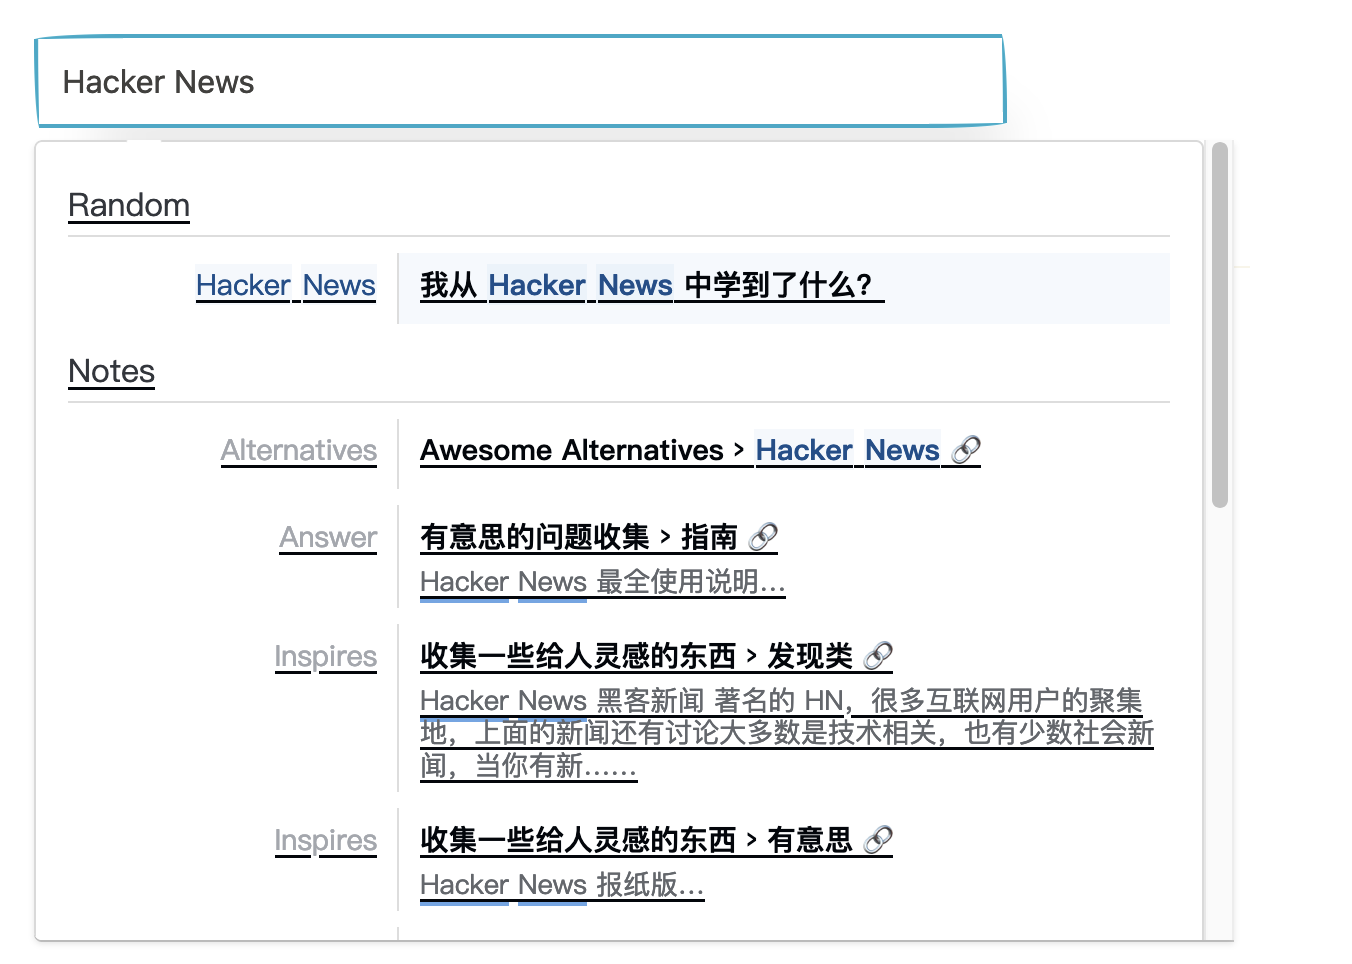 Hacker News
Random
Hacker News
我从 Hacker News 中学到了什么？
Notes
Alternatives
Awesome Alternatives › Hacker News 🔗
Answer
有意思的问题收集 › 指南 🔗
Hacker News 最全使用说明…
Inspires
收集一些给人灵感的东西 › 发现类 🔗
Hacker News 黑客新闻 著名的 HN，很多互联网用户的聚集
地，上面的新闻还有讨论大多数是技术相关，也有少数社会新
闻，当你有新……
Inspires
收集一些给人灵感的东西 › 有意思 🔗
Hacker News 报纸版…